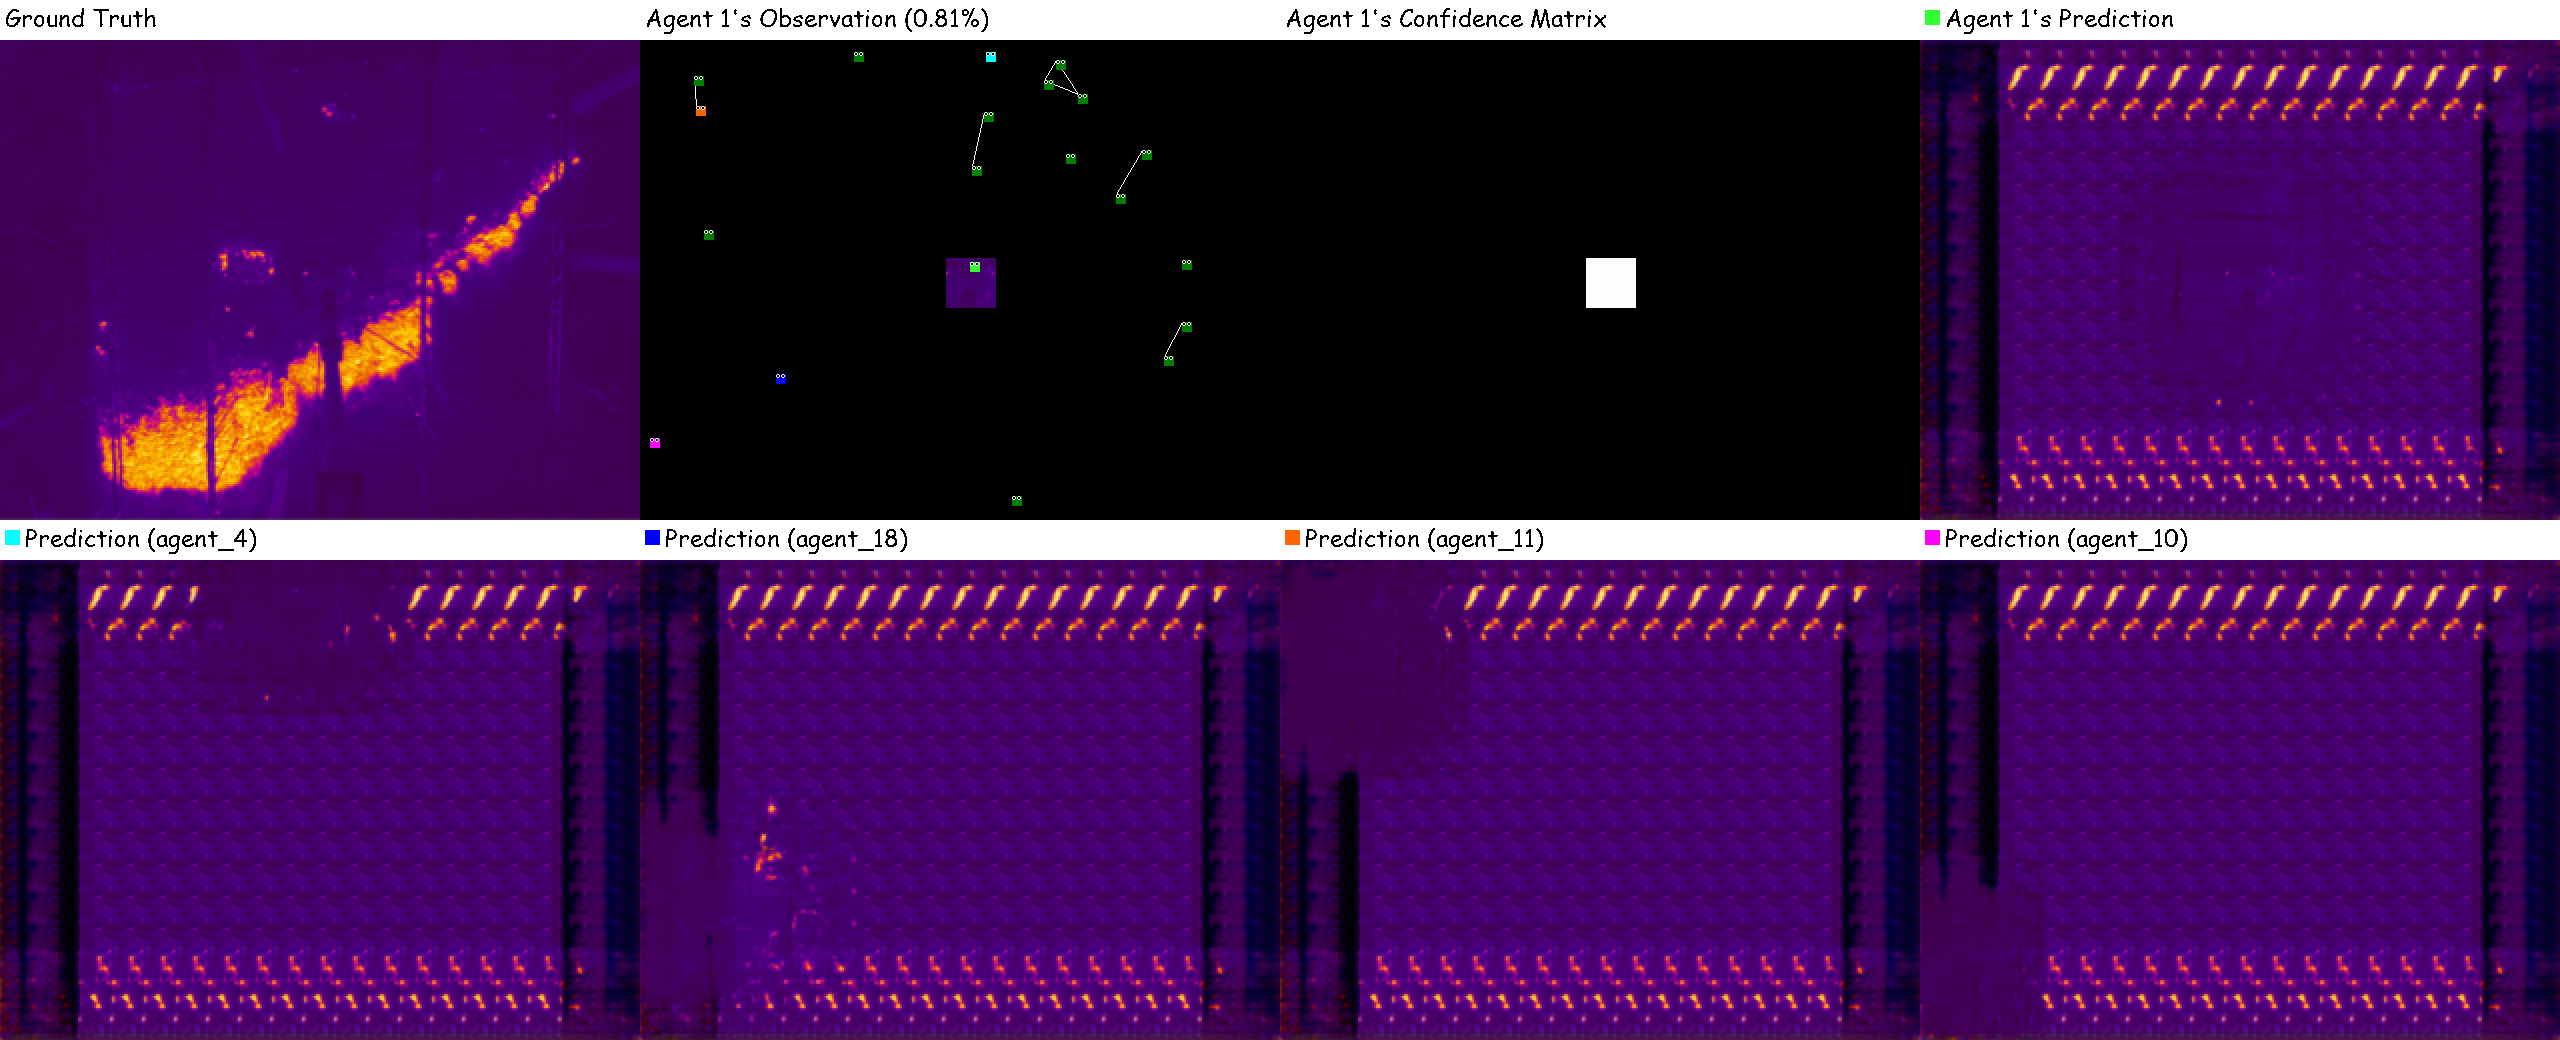 Ground Truth
Agent 1's Observation (0.81%)
Agent 1's Confidence Matrix
Agent 1's Prediction
Prediction (agent_4)
Prediction (agent_18)
Prediction (agent_11)
Prediction (agent_10)